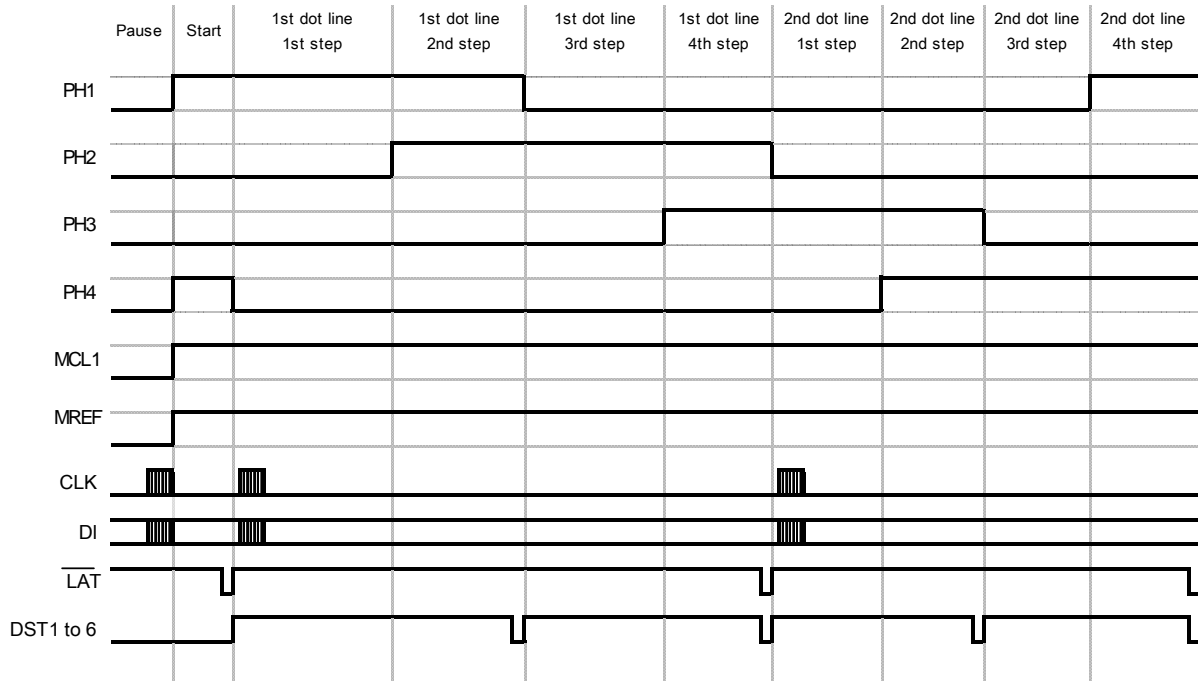 Pause
Start
1st dot line
1st step
1st dot line
2nd step
1st dot line
3rd step
1st dot line
4th step
2nd dot line
1st step
2nd dot line
2nd step
2nd dot line
3rd step
2nd dot line
4th step
PH1
PH2
PH3
PH4
MCL1
MREF
CLK
DI
LAT
DST1 to 6